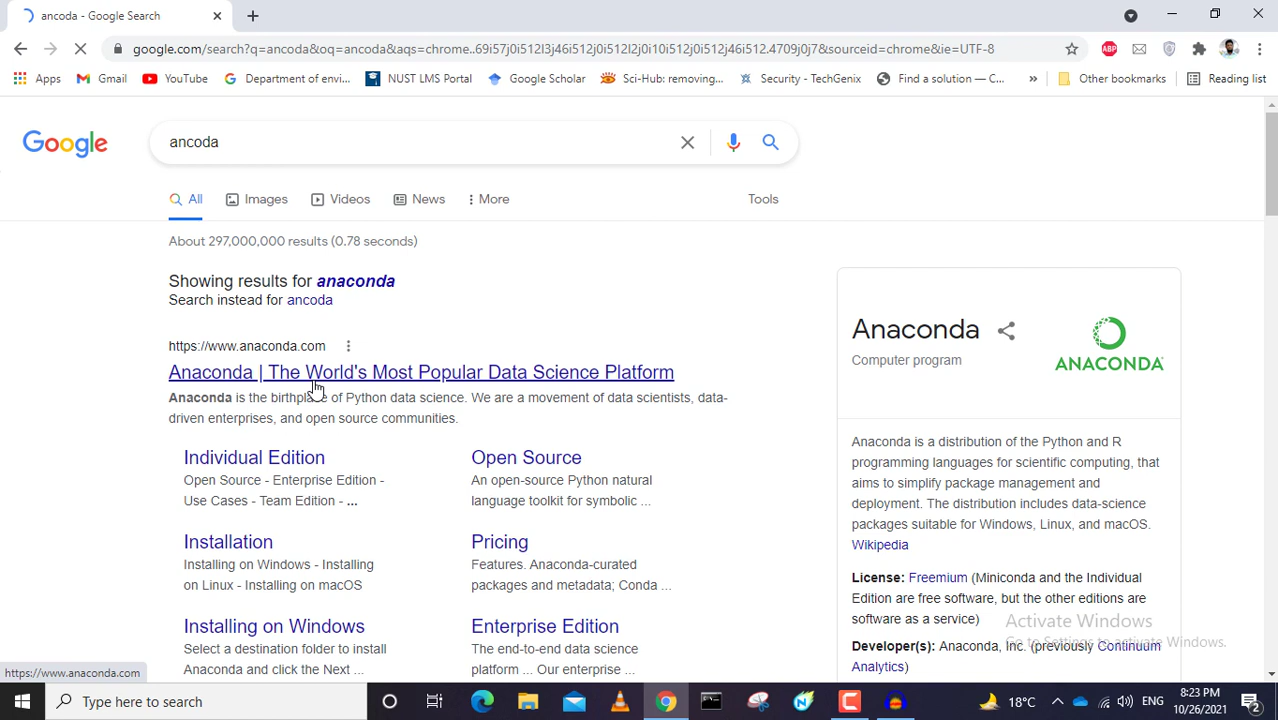 ancoda - Google Search
google.com/search?q=ancoda&oq=ancoda&aqs=chrome..69i57j0i512l3j46i512j0i512l2j0i10i512j0i512j46i512.4709j0j7&sourceid=chrome&ie=UTF-8
ABP
Apps
Gmail
YouTube
Department of envi...
NUST LMS Portal
Google Scholar
Sci-Hub: removing...
Security - TechGenix
Find a solution — C...
»
Other bookmarks
Reading list
Google
ancoda
All
Images
Videos
News
More
Tools
About 297,000,000 results (0.78 seconds)
Showing results for anaconda
Search instead for ancoda
https://www.anaconda.com
Anaconda | The World's Most Popular Data Science Platform
Anaconda is the birthplace of Python data science. We are a movement of data scientists, data-
driven enterprises, and open source communities.
Individual Edition
Open Source - Enterprise Edition -
Use Cases - Team Edition - ...
Open Source
An open-source Python natural
language toolkit for symbolic ...
Installation
Installing on Windows - Installing
on Linux - Installing on macOS
Pricing
Features. Anaconda-curated
packages and metadata; Conda ...
Installing on Windows
Select a destination folder to install
Anaconda and click the Next ...
Enterprise Edition
The end-to-end data science
platform ... Our enterprise ...
Anaconda
Computer program
ANACONDA
Anaconda is a distribution of the Python and R
programming languages for scientific computing, that
aims to simplify package management and
deployment. The distribution includes data-science
packages suitable for Windows, Linux, and macOS.
Wikipedia
License: Freemium (Miniconda and the Individual
Edition are free software, but the other editions are
software as a service)
Activate Windows
Go to Settings to activate Windows.
Developer(s): Anaconda, Inc. (previously Continuum
Analytics)
https://www.anaconda.com
Type here to search
18°C
ENG
8:23 PM
10/26/2021
2